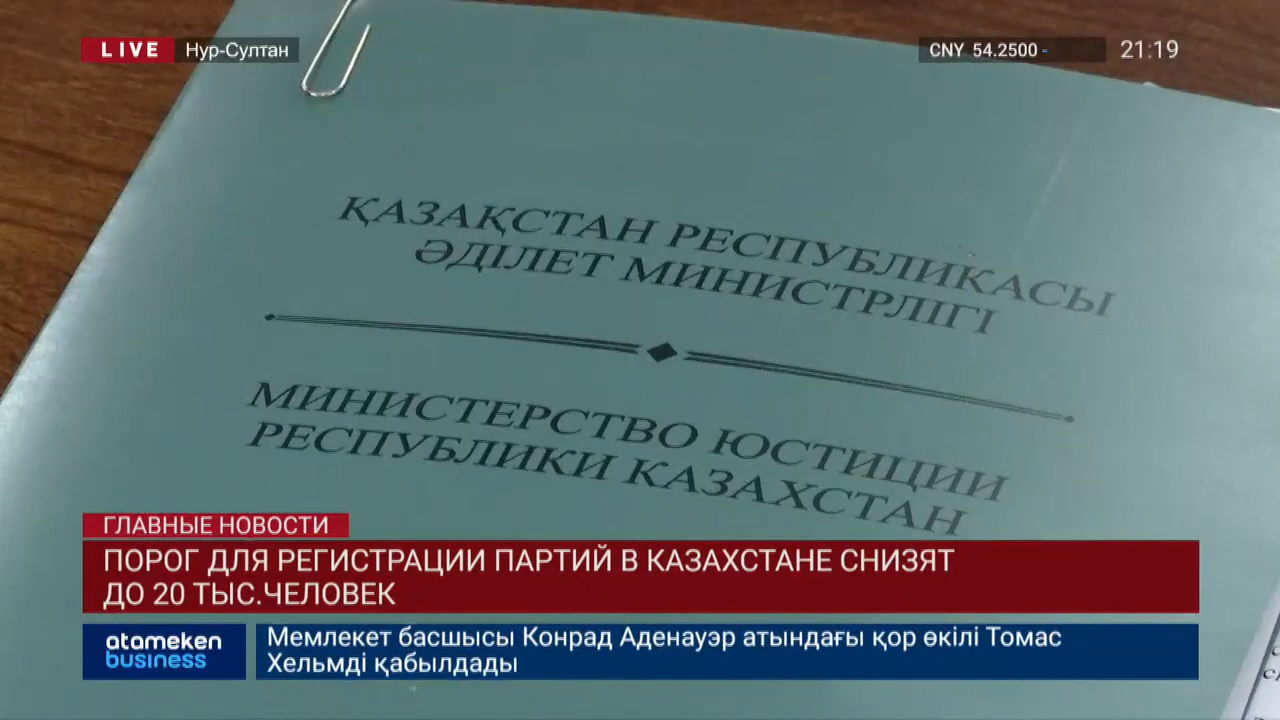 LIVE Нур-Султан
CNY 54.2500 -
21:19
ҚАЗАҚСТАН РЕСПУБЛИКАСЫ
ӘДІЛЕТ МИНИСТРЛІГІ
МИНИСТЕРСТВО ЮСТИЦИИ
РЕСПУБЛИКИ КАЗАХСТАН
ГЛАВНЫЕ НОВОСТИ
ПОРОГ ДЛЯ РЕГИСТРАЦИИ ПАРТИЙ В КАЗАХСТАНЕ СНИЗЯТ
ДО 20 ТЫС.ЧЕЛОВЕК
atameken
business
Мемлекет басшысы Конрад Аденауэр атындағы қор өкілі Томас
Хельмді қабылдады